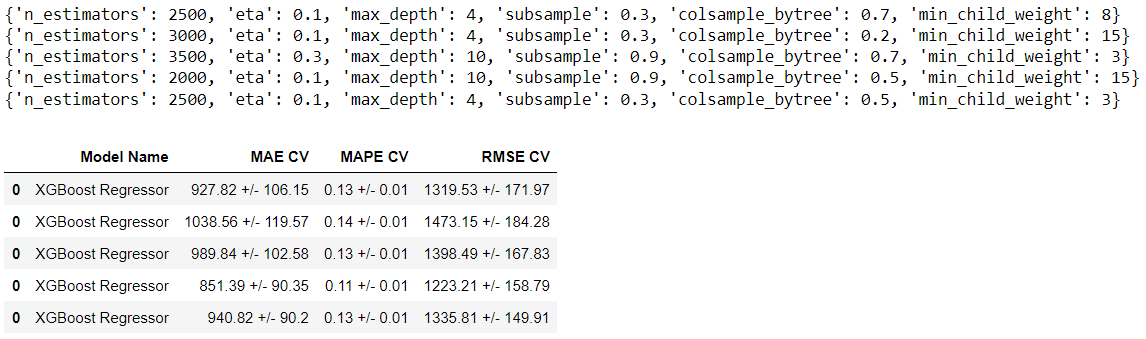 {'n_estimators': 2500, 'eta': 0.1, 'max_depth': 4, 'subsample': 0.3, 'colsample_bytree': 0.7, 'min_child_weight': 8}
{'n_estimators': 3000, 'eta': 0.1, 'max_depth': 4, 'subsample': 0.3, 'colsample_bytree': 0.2, 'min_child_weight': 15}
{'n_estimators': 3500, 'eta': 0.3, 'max_depth': 10, 'subsample': 0.9, 'colsample_bytree': 0.7, 'min_child_weight': 3}
{'n_estimators': 2000, 'eta': 0.1, 'max_depth': 10, 'subsample': 0.9, 'colsample_bytree': 0.5, 'min_child_weight': 15}
{'n_estimators': 2500, 'eta': 0.1, 'max_depth': 4, 'subsample': 0.3, 'colsample_bytree': 0.5, 'min_child_weight': 3}
Model Name MAE CV MAPE CV RMSE CV
0 XGBoost Regressor 927.82 +/- 106.15 0.13 +/- 0.01 1319.53 +/- 171.97
0 XGBoost Regressor 1038.56 +/- 119.57 0.14 +/- 0.01 1473.15 +/- 184.28
0 XGBoost Regressor 989.84 +/- 102.58 0.13 +/- 0.01 1398.49 +/- 167.83
0 XGBoost Regressor 851.39 +/- 90.35 0.11 +/- 0.01 1223.21 +/- 158.79
0 XGBoost Regressor 940.82 +/- 90.2 0.13 +/- 0.01 1335.81 +/- 149.91